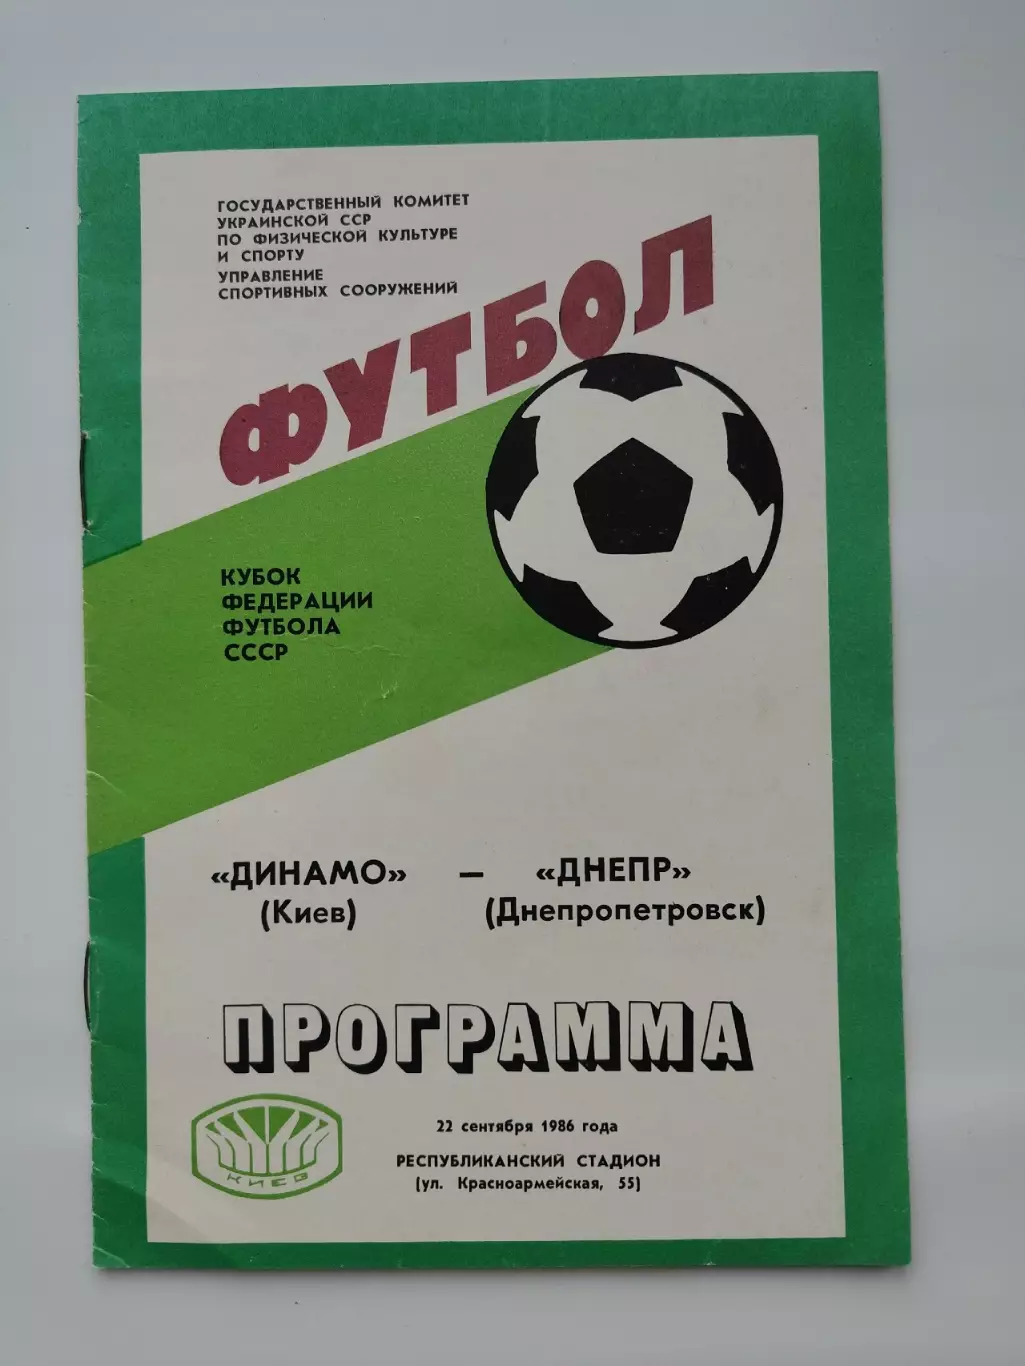 ГОСУДАРСТВЕННЫЙ КОМИТЕТ
УКРАИНСКОЙ ССР
ПО ФИЗИЧЕСКОЙ КУЛЬТУРЕ
И СПОРТУ
УПРАВЛЕНИЕ
СПОРТИВНЫХ СООРУЖЕНИЙ
ФУТБОЛ
КУБОК
ФЕДЕРАЦИИ
ФУТБОЛА
СССР
«ДИНАМО» — «ДНЕПР»
(Киев) (Днепропетровск)
ПРОГРАММА
22 сентября 1986 года
РЕСПУБЛИКАНСКИЙ СТАДИОН
(ул. Красноармейская, 55)
КИЕВ